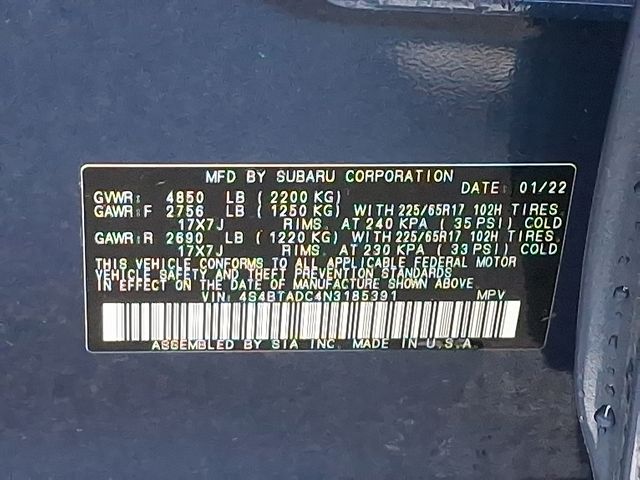 MFD BY SUBARU CORPORATION
DATE: 01/22
GVWR: 4850 LB (2200 KG)
GAWR: F 2756 LB (1250 KG) WITH 225/65R17 102H TIRES
17X7J RIMS, AT 240 KPA (35 PSI) COLD
GAWR: R 2690 LB (1220 KG) WITH 225/65R17 102H TIRES
17X7J RIMS, AT 230 KPA (33 PSI) COLD
THIS VEHICLE CONFORMS TO ALL APPLICABLE FEDERAL MOTOR
VEHICLE SAFETY AND THEFT PREVENTION STANDARDS
IN EFFECT ON THE DATE OF MANUFACTURE SHOWN ABOVE.
VIN: 4S4BTADC4N3185391 MPV
ASSEMBLED BY SIA INC. MADE IN U.S.A.